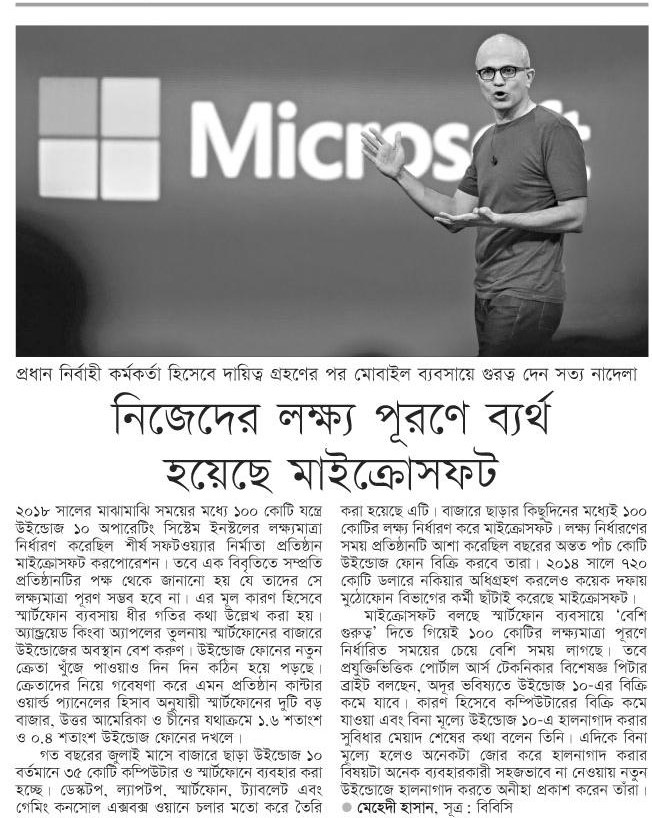 Microsoft
প্রধান নির্বাহী কর্মকর্তা হিসেবে দায়িত্ব গ্রহণের পর মোবাইল ব্যবসায়ে গুরত্ব দেন সত্য নাদেলা
নিজেদের লক্ষ্য পূরণে ব্যর্থ
হয়েছে মাইক্রোসফট
২০১৮ সালের মাঝামাঝি সময়ের মধ্যে ১০০ কোটি যন্ত্রে
উইন্ডোজ ১০ অপারেটিং সিস্টেম ইনস্টলের লক্ষ্যমাত্রা
নির্ধারণ করেছিল শীর্ষ সফটওয়্যার নির্মাতা প্রতিষ্ঠান
মাইক্রোসফট করপোরেশন। তবে এক বিবৃতিতে সম্প্রতি
প্রতিষ্ঠানটির পক্ষ থেকে জানানো হয় যে তাদের সে
লক্ষ্যমাত্রা পূরণ সম্ভব হবে না। এর মূল কারণ হিসেবে
স্মার্টফোন ব্যবসায় ধীর গতির কথা উল্লেখ করা হয়।
অ্যান্ড্রয়েড কিংবা অ্যাপলের তুলনায় স্মার্টফোনের বাজারে
উইন্ডোজের অবস্থান বেশ করুণ। উইন্ডোজ ফোনের নতুন
ক্রেতা খুঁজে পাওয়াও দিন দিন কঠিন হয়ে পড়ছে।
ক্রেতাদের নিয়ে গবেষণা করে এমন প্রতিষ্ঠান কান্টার
ওয়ার্ল্ড প্যানেলের হিসাব অনুযায়ী স্মার্টফোনের দুটি বড়
বাজার, উত্তর আমেরিকা ও চীনের যথাক্রমে ১.৬ শতাংশ
ও ০.৪ শতাংশ উইন্ডোজ ফোনের দখলে।
গত বছরের জুলাই মাসে বাজারে ছাড়া উইন্ডোজ ১০
বর্তমানে ৩৫ কোটি কম্পিউটার ও স্মার্টফোনে ব্যবহার করা
হচ্ছে। ডেস্কটপ, ল্যাপটপ, স্মার্টফোন, ট্যাবলেট এবং
গেমিং কনসোল এক্সবক্স ওয়ানে চলার মতো করে তৈরি
করা হয়েছে এটি। বাজারে ছাড়ার কিছুদিনের মধ্যেই ১০০
কোটির লক্ষ্য নির্ধারণ করে মাইক্রোসফট। লক্ষ্য নির্ধারণের
সময় প্রতিষ্ঠানটি আশা করেছিল বছরের অন্তত পাঁচ কোটি
উইন্ডোজ ফোন বিক্রি করবে তারা। ২০১৪ সালে ৭২০
কোটি ডলারে নকিয়ার অধিগ্রহণ করলেও কয়েক দফায়
মুঠোফোন বিভাগের কর্মী ছাঁটাই করেছে মাইক্রোসফট।
মাইক্রোসফট বলছে স্মার্টফোন ব্যবসায়ে ‘বেশি
গুরুত্ব’ দিতে গিয়েই ১০০ কোটির লক্ষ্যমাত্রা পূরণে
নির্ধারিত সময়ের চেয়ে বেশি সময় লাগছে। তবে
প্রযুক্তিভিত্তিক পোর্টাল আর্স টেকনিকার বিশেষজ্ঞ পিটার
ব্রাইট বলছেন, অদূর ভবিষ্যতে উইন্ডোজ ১০-এর বিক্রি
কমে যাবে। কারণ হিসেবে কম্পিউটারের বিক্রি কমে
যাওয়া এবং বিনা মূল্যে উইন্ডোজ ১০-এ হালনাগাদ করার
সুবিধার মেয়াদ শেষের কথা বলেন তিনি। এদিকে বিনা
মূল্যে হলেও অনেকটা জোর করে হালনাগাদ করার
বিষয়টা অনেক ব্যবহারকারী সহজভাবে না নেওয়ায় নতুন
উইন্ডোজে হালনাগাদ করতে অনীহা প্রকাশ করেন তাঁরা।
● মেহেদী হাসান, সূত্র : বিবিসি